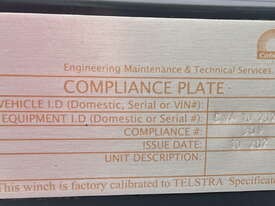 Engineering Maintenance & Technical Services
COMPLIANCE PLATE
VEHICLE I.D (Domestic, Serial or VIN#):
EQUIPMENT I.D (Domestic or Serial #):
COMPLIANCE #:
ISSUE DATE:
UNIT DESCRIPTION:
This winch is factory calibrated to TELSTRA Specificat